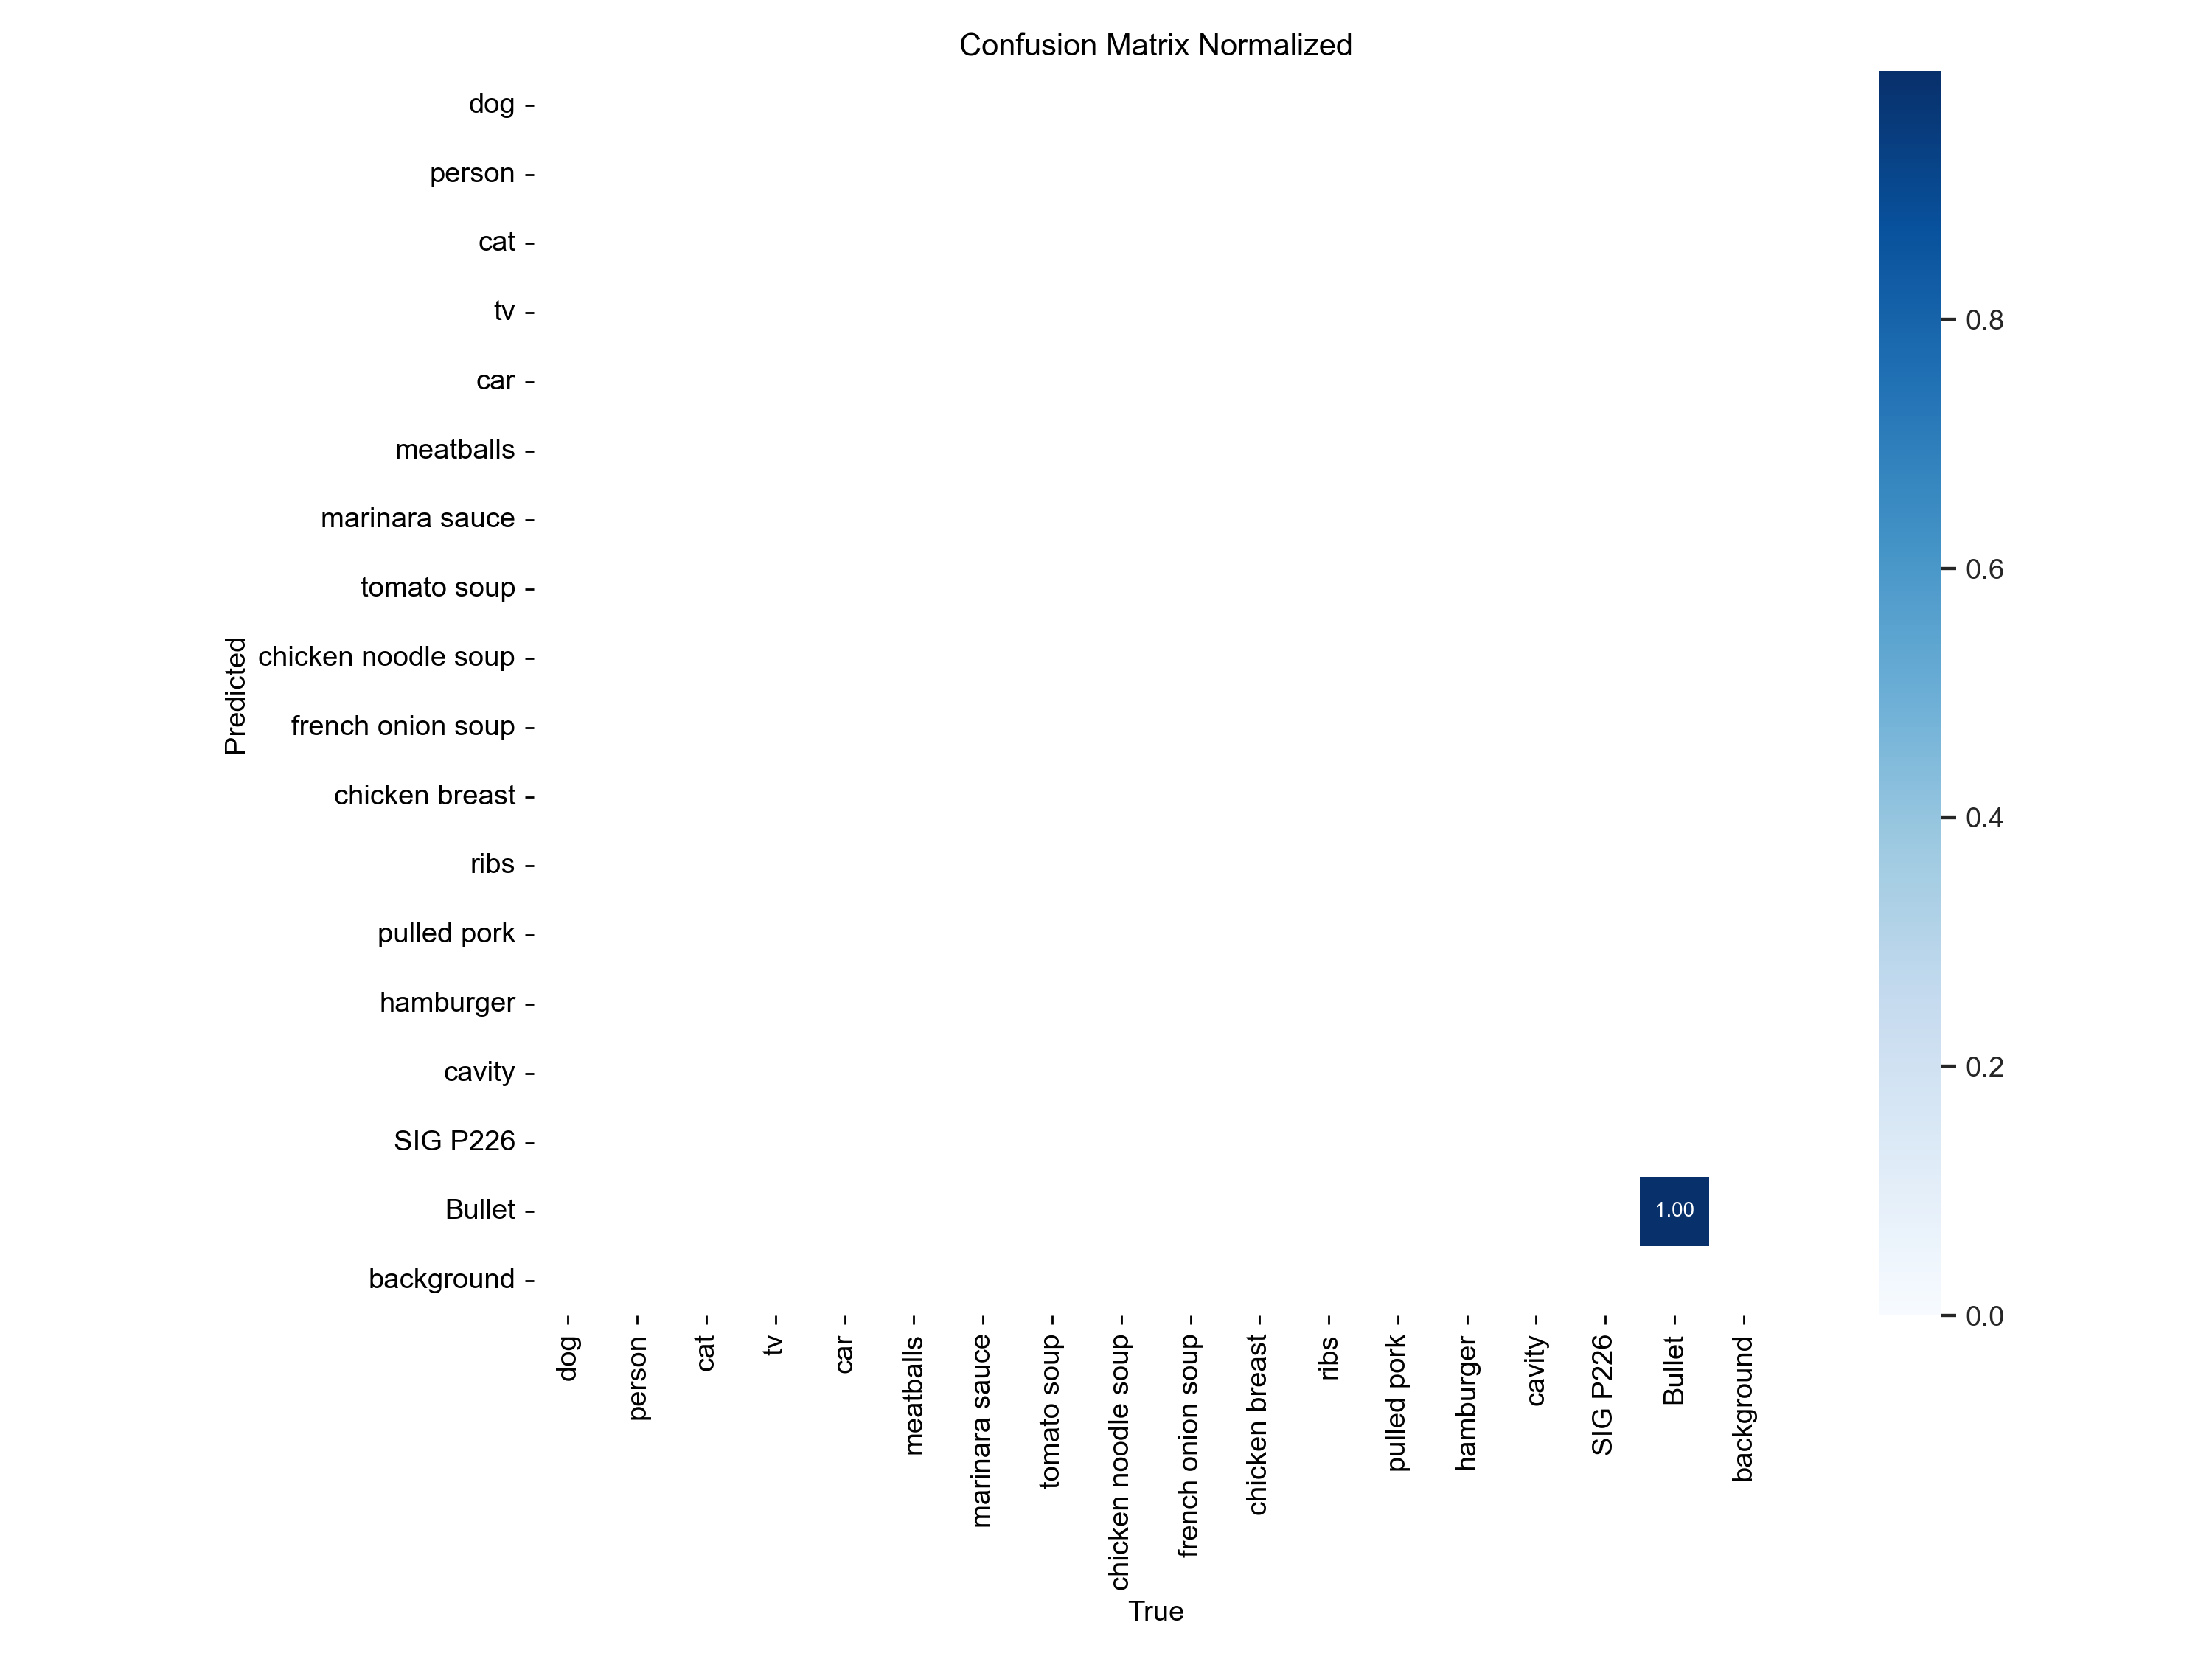 Confusion Matrix Normalized
dog
person
cat
tv
car
meatballs
marinara sauce
tomato soup
chicken noodle soup
french onion soup
chicken breast
ribs
pulled pork
hamburger
cavity
SIG P226
Bullet
background
Predicted
1.00
dog
person
cat
tv
car
meatballs
marinara sauce
tomato soup
chicken noodle soup
french onion soup
chicken breast
ribs
pulled pork
hamburger
cavity
SIG P226
Bullet
background
True
0.8
0.6
0.4
0.2
0.0